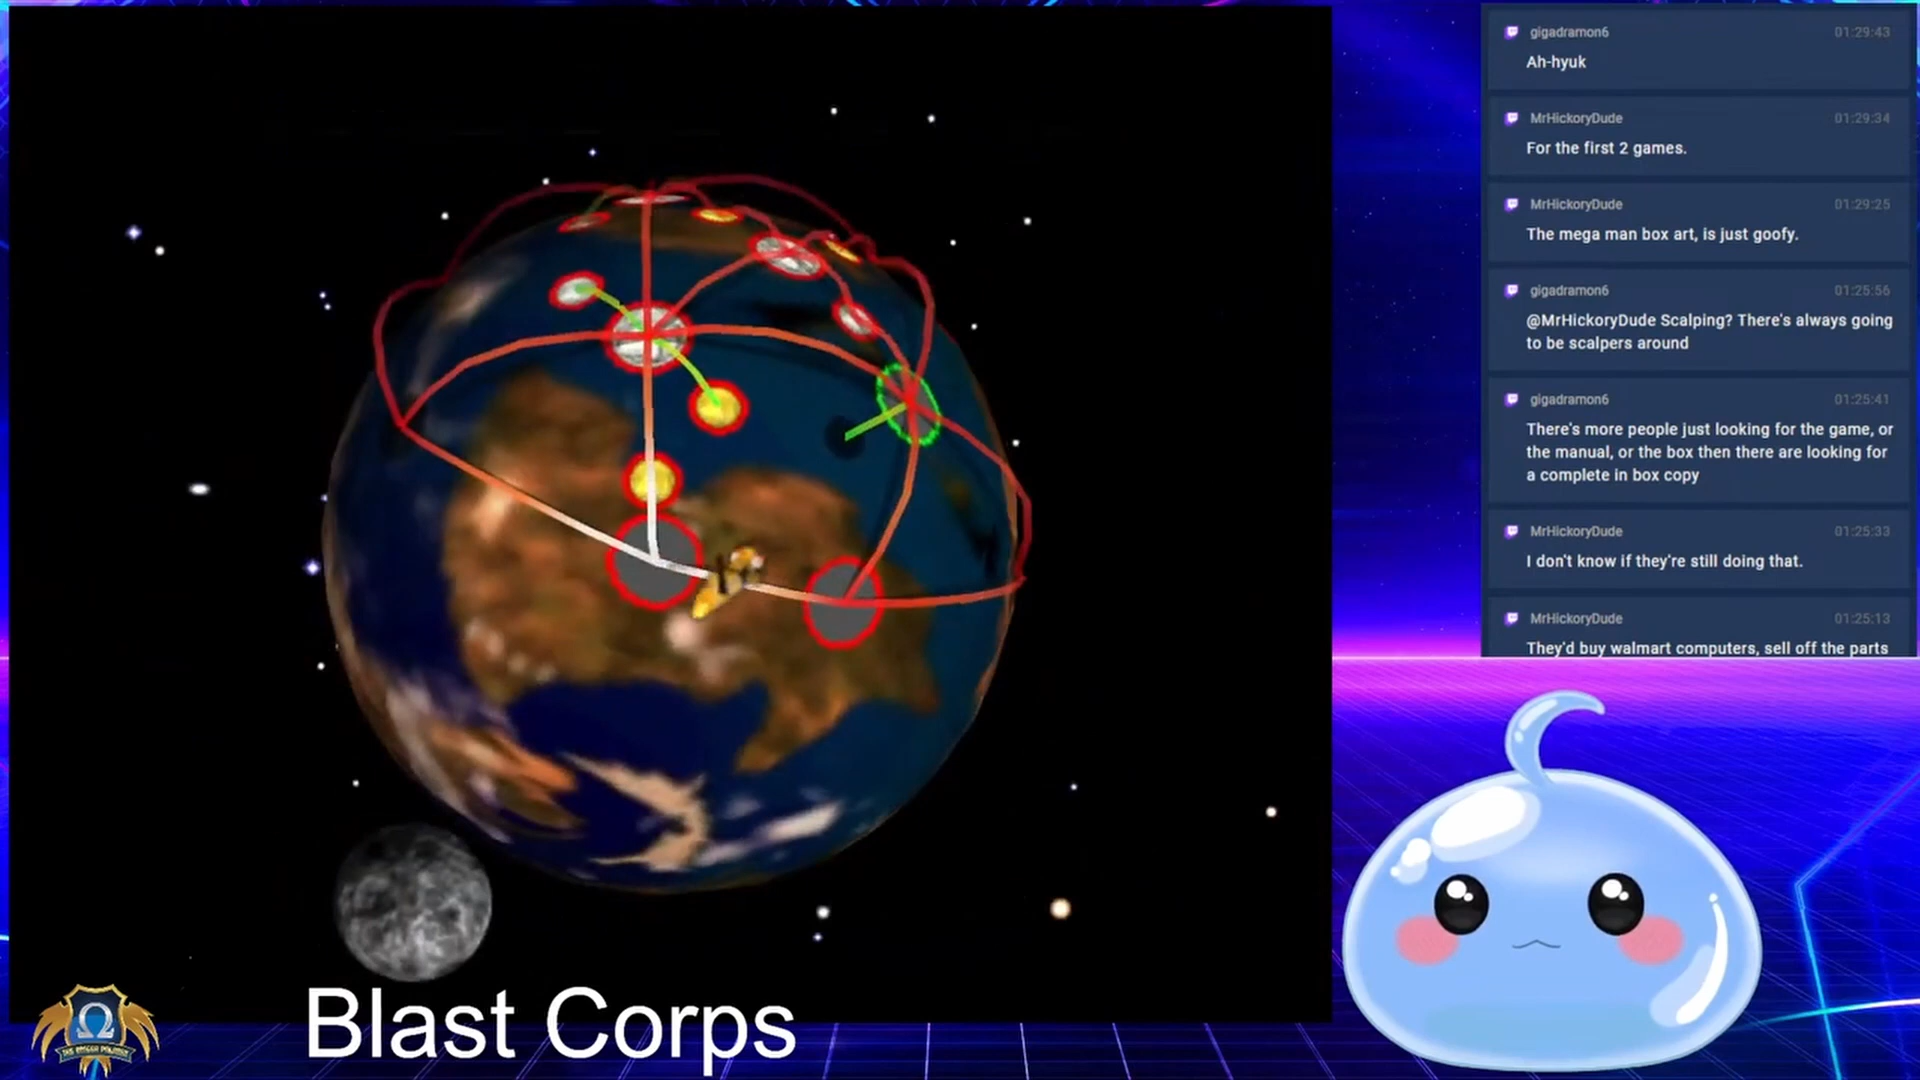 gigadramon6 01:29:43
Ah-hyuk
MrHickoryDude 01:29:34
For the first 2 games.
MrHickoryDude 01:29:25
The mega man box art, is just goofy.
gigadramon6 01:25:56
@MrHickoryDude Scalping? There's always going
to be scalpers around
gigadramon6 01:25:41
There's more people just looking for the game, or
the manual, or the box then there are looking for
a complete in box copy
MrHickoryDude 01:25:33
I don't know if they're still doing that.
MrHickoryDude 01:25:13
They'd buy walmart computers, sell off the parts
Blast Corps